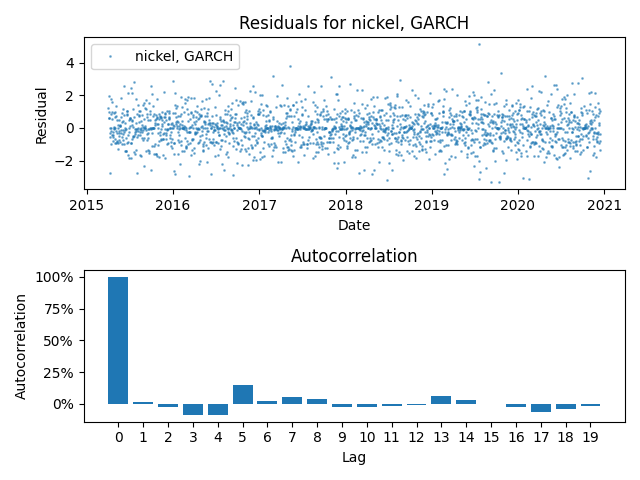 Residuals for nickel, GARCH
nickel, GARCH
4
2
0
−2
Residual
2015 2016 2017 2018 2019 2020 2021
Date
Autocorrelation
100%
75%
50%
25%
0%
Autocorrelation
0 1 2 3 4 5 6 7 8 9 10 11 12 13 14 15 16 17 18 19
Lag